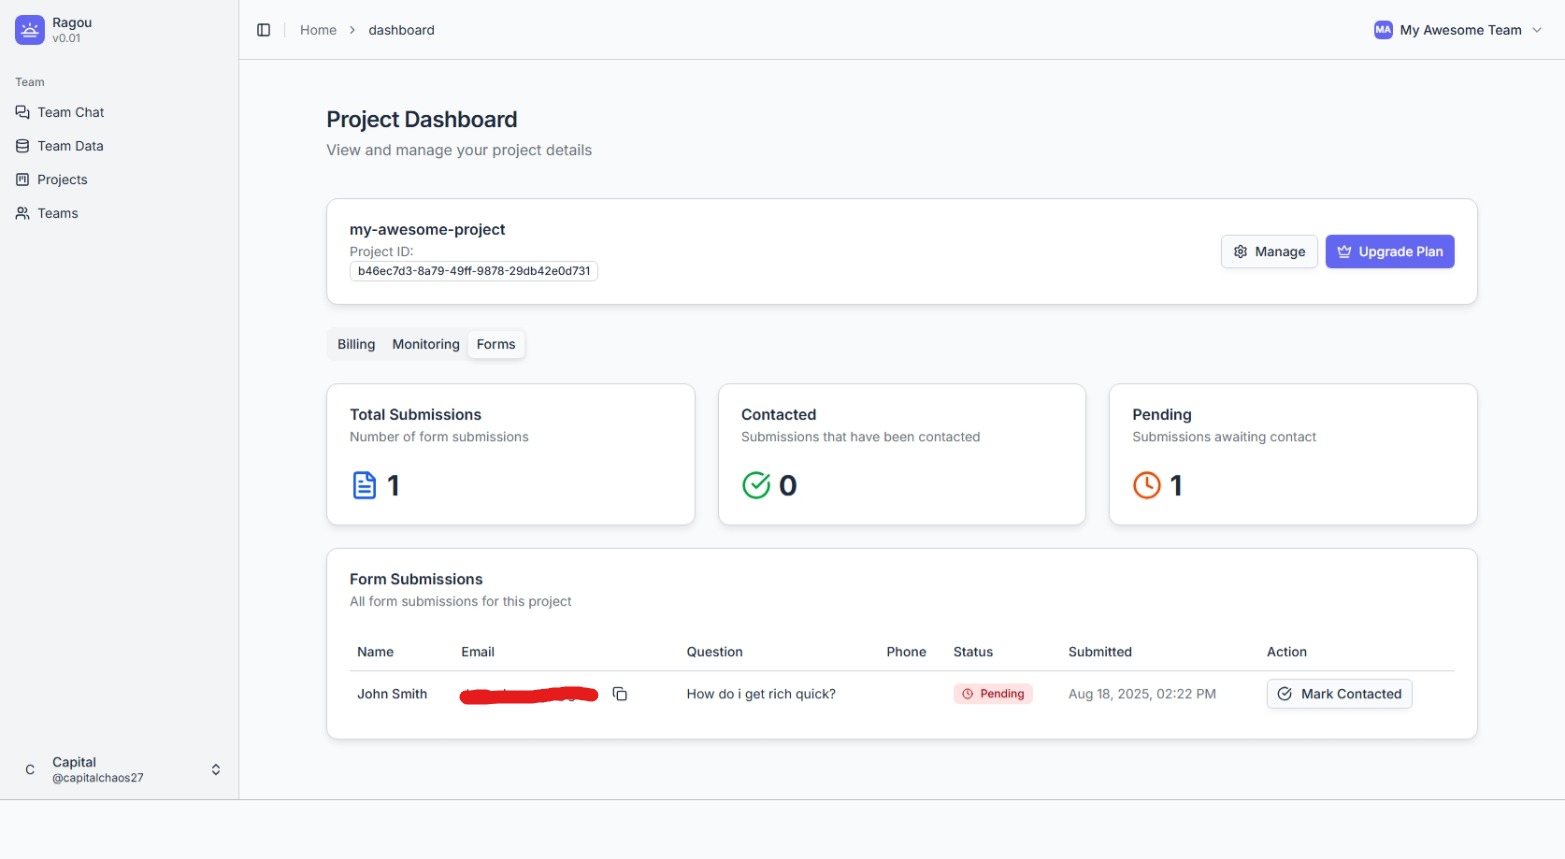 Ragou
v0.01
Home > dashboard
MA My Awesome Team
Team
Team Chat
Team Data
Projects
Teams
Project Dashboard
View and manage your project details
my-awesome-project
Project ID:
b46ec7d3-8a79-49ff-9878-29db42e0d731
Manage
Upgrade Plan
Billing Monitoring Forms
Total Submissions
Number of form submissions
1
Contacted
Submissions that have been contacted
0
Pending
Submissions awaiting contact
1
Form Submissions
All form submissions for this project
Name Email Question Phone Status Submitted Action
John Smith How do i get rich quick? Pending Aug 18, 2025, 02:22 PM Mark Contacted
C Capital
@capitalchaos27